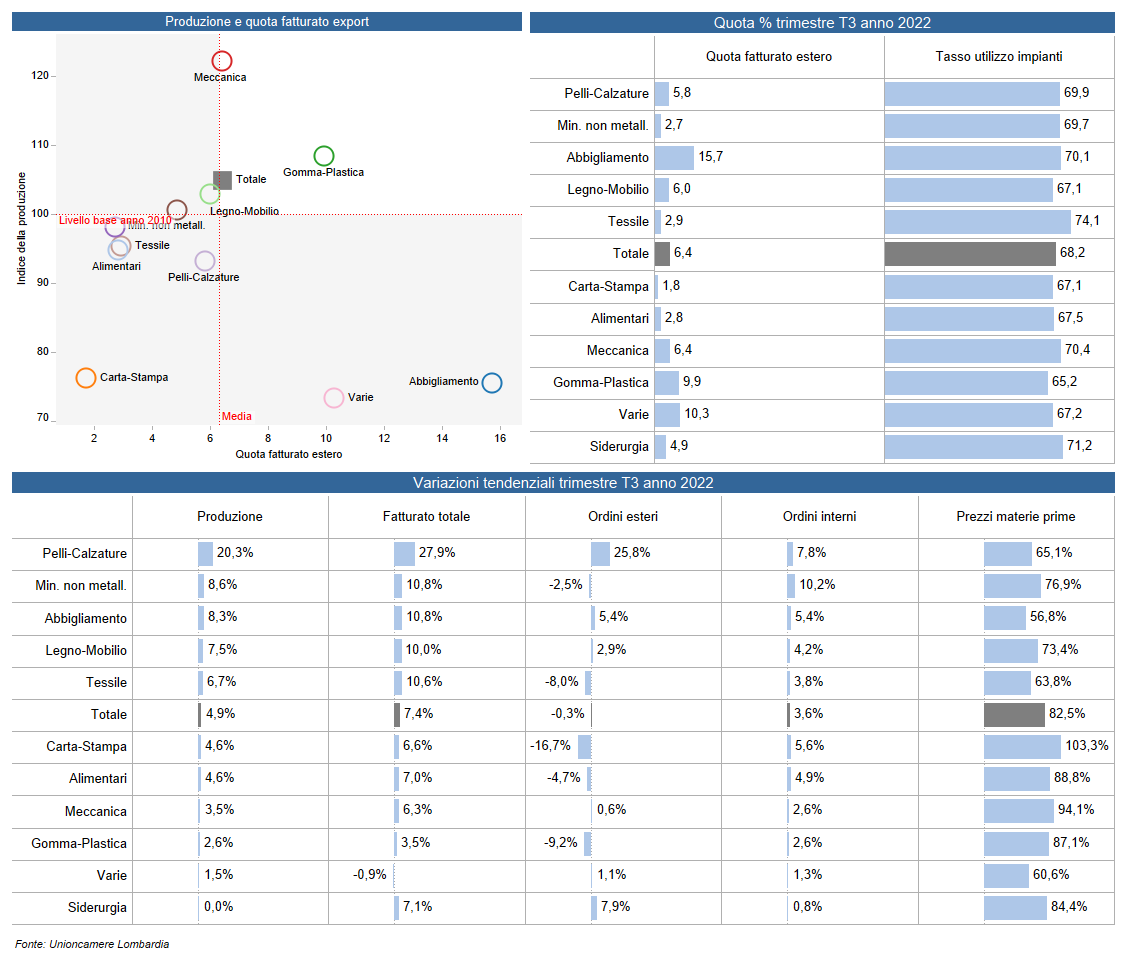 Produzione e quota fatturato export
Indice della produzione
120
110
100
90
80
70
Meccanica
Gomma-Plastica
Totale
Legno-Mobilio
Livello base anno 2010
Min. non metall.
Tessile
Alimentari
Pelli-Calzature
Carta-Stampa
Abbigliamento
Varie
Media
2 4 6 8 10 12 14 16
Quota fatturato estero
Quota % trimestre T3 anno 2022
Quota fatturato estero Tasso utilizzo impianti
Pelli-Calzature 5,8 69,9
Min. non metall. 2,7 69,7
Abbigliamento 15,7 70,1
Legno-Mobilio 6,0 67,1
Tessile 2,9 74,1
Totale 6,4 68,2
Carta-Stampa 1,8 67,1
Alimentari 2,8 67,5
Meccanica 6,4 70,4
Gomma-Plastica 9,9 65,2
Varie 10,3 67,2
Siderurgia 4,9 71,2
Variazioni tendenziali trimestre T3 anno 2022
Produzione Fatturato totale Ordini esteri Ordini interni Prezzi materie prime
Pelli-Calzature 20,3% 27,9% 25,8% 7,8% 65,1%
Min. non metall. 8,6% 10,8% -2,5% 10,2% 76,9%
Abbigliamento 8,3% 10,8% 5,4% 5,4% 56,8%
Legno-Mobilio 7,5% 10,0% 2,9% 4,2% 73,4%
Tessile 6,7% 10,6% -8,0% 3,8% 63,8%
Totale 4,9% 7,4% -0,3% 3,6% 82,5%
Carta-Stampa 4,6% 6,6% -16,7% 5,6% 103,3%
Alimentari 4,6% 7,0% -4,7% 4,9% 88,8%
Meccanica 3,5% 6,3% 0,6% 2,6% 94,1%
Gomma-Plastica 2,6% 3,5% -9,2% 2,6% 87,1%
Varie 1,5% -0,9% 1,1% 1,3% 60,6%
Siderurgia 0,0% 7,1% 7,9% 0,8% 84,4%
Fonte: Unioncamere Lombardia